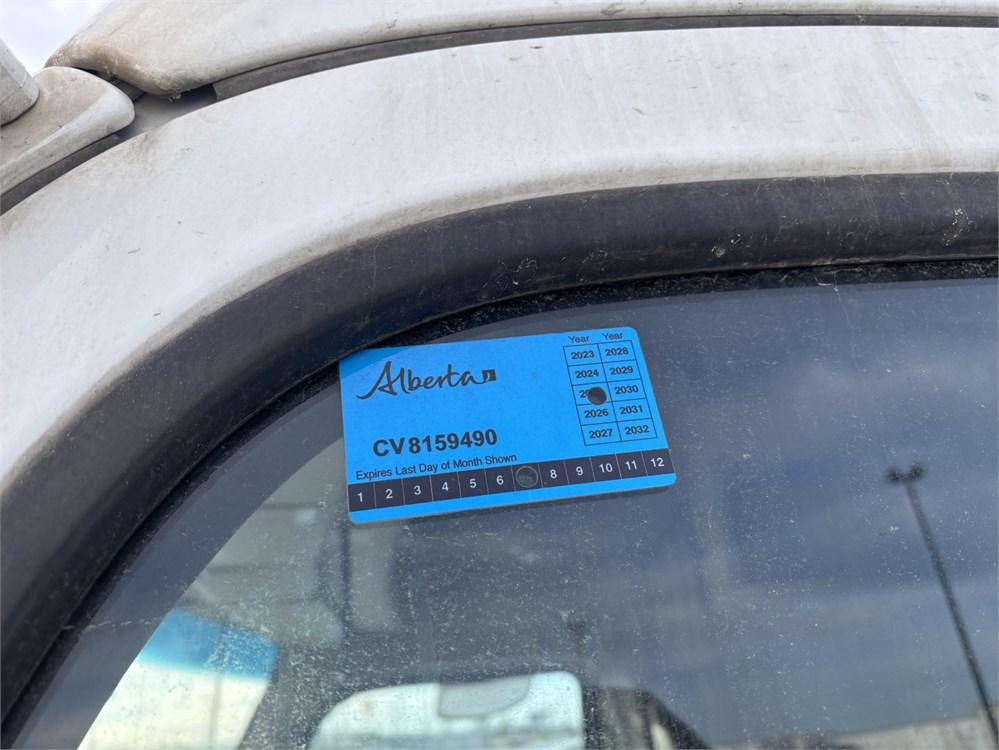 Alberta
Year Year
2023 2028
2024 2029
2030
2026 2031
2027 2032
CV8159490
Expires Last Day of Month Shown
1 2 3 4 5 6 8 9 10 11 12